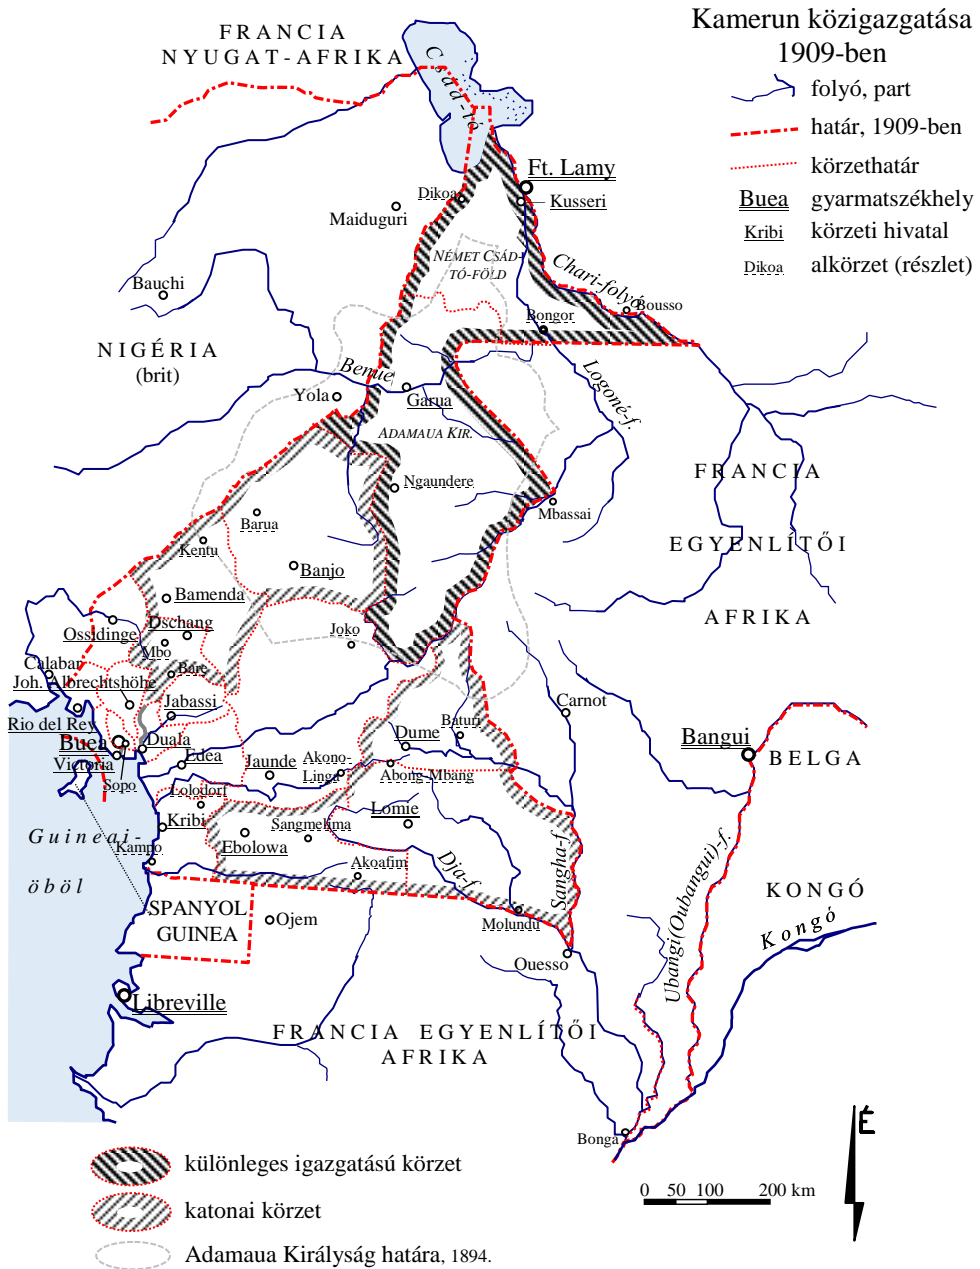 Kamerun közigazgatása
1909-ben
folyó, part
határ, 1909-ben
körzethatár
Buea gyarmatszékhely
Kribi körzeti hivatal
Dikoa alkörzet (részlet)
FRANCIA
NYUGAT-AFRIKA
Csád-tó
Ft. Lamy
Dikoa
Kusseri
Maiduguri
NÉMET CSÁD-
TÓ-FÖLD
Chari-folyó
Bauchi
Bousso
Bongor
NIGÉRIA
(brit)
Benue
Logoné-f.
Yola
Garua
ADAMAUA KIR.
FRANCIA
Ngaundere
Mbassai
Barua
EGYENLÍTŐI
Kentu
Banjo
Bamenda
AFRIKA
Ossidinge
Dschang
Joko
Mbo
Calabar
Bare
Joh. Albrechtshöhe
Jabassi
Carnot
Rio del Rey
Baturi
Dume
Bangui
Buea
Duala
Victoria
Edea
Jaunde
Akono-
Linga
Abong-Mbang
BELGA
Sopo
Lolodorf
Lomie
Kribi
Sangmelima
Guineai-
öböl
Ebolowa
Kampo
Akoafim
Dja-f.
Sangha-f.
Ubangi(Oubangui)-f.
KONGÓ
Kongó
SPANYOL
GUINEA
Ojem
Molundu
Ouesso
Libreville
FRANCIA EGYENLÍTŐI
AFRIKA
Bonga
É
különleges igazgatású körzet
katonai körzet
Adamaua Királyság határa, 1894.
0 50 100 200 km